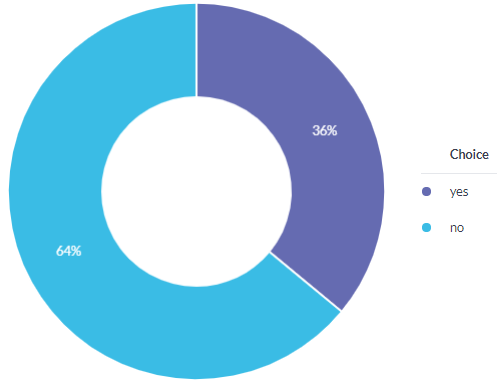 36%
64%
Choice
yes
no